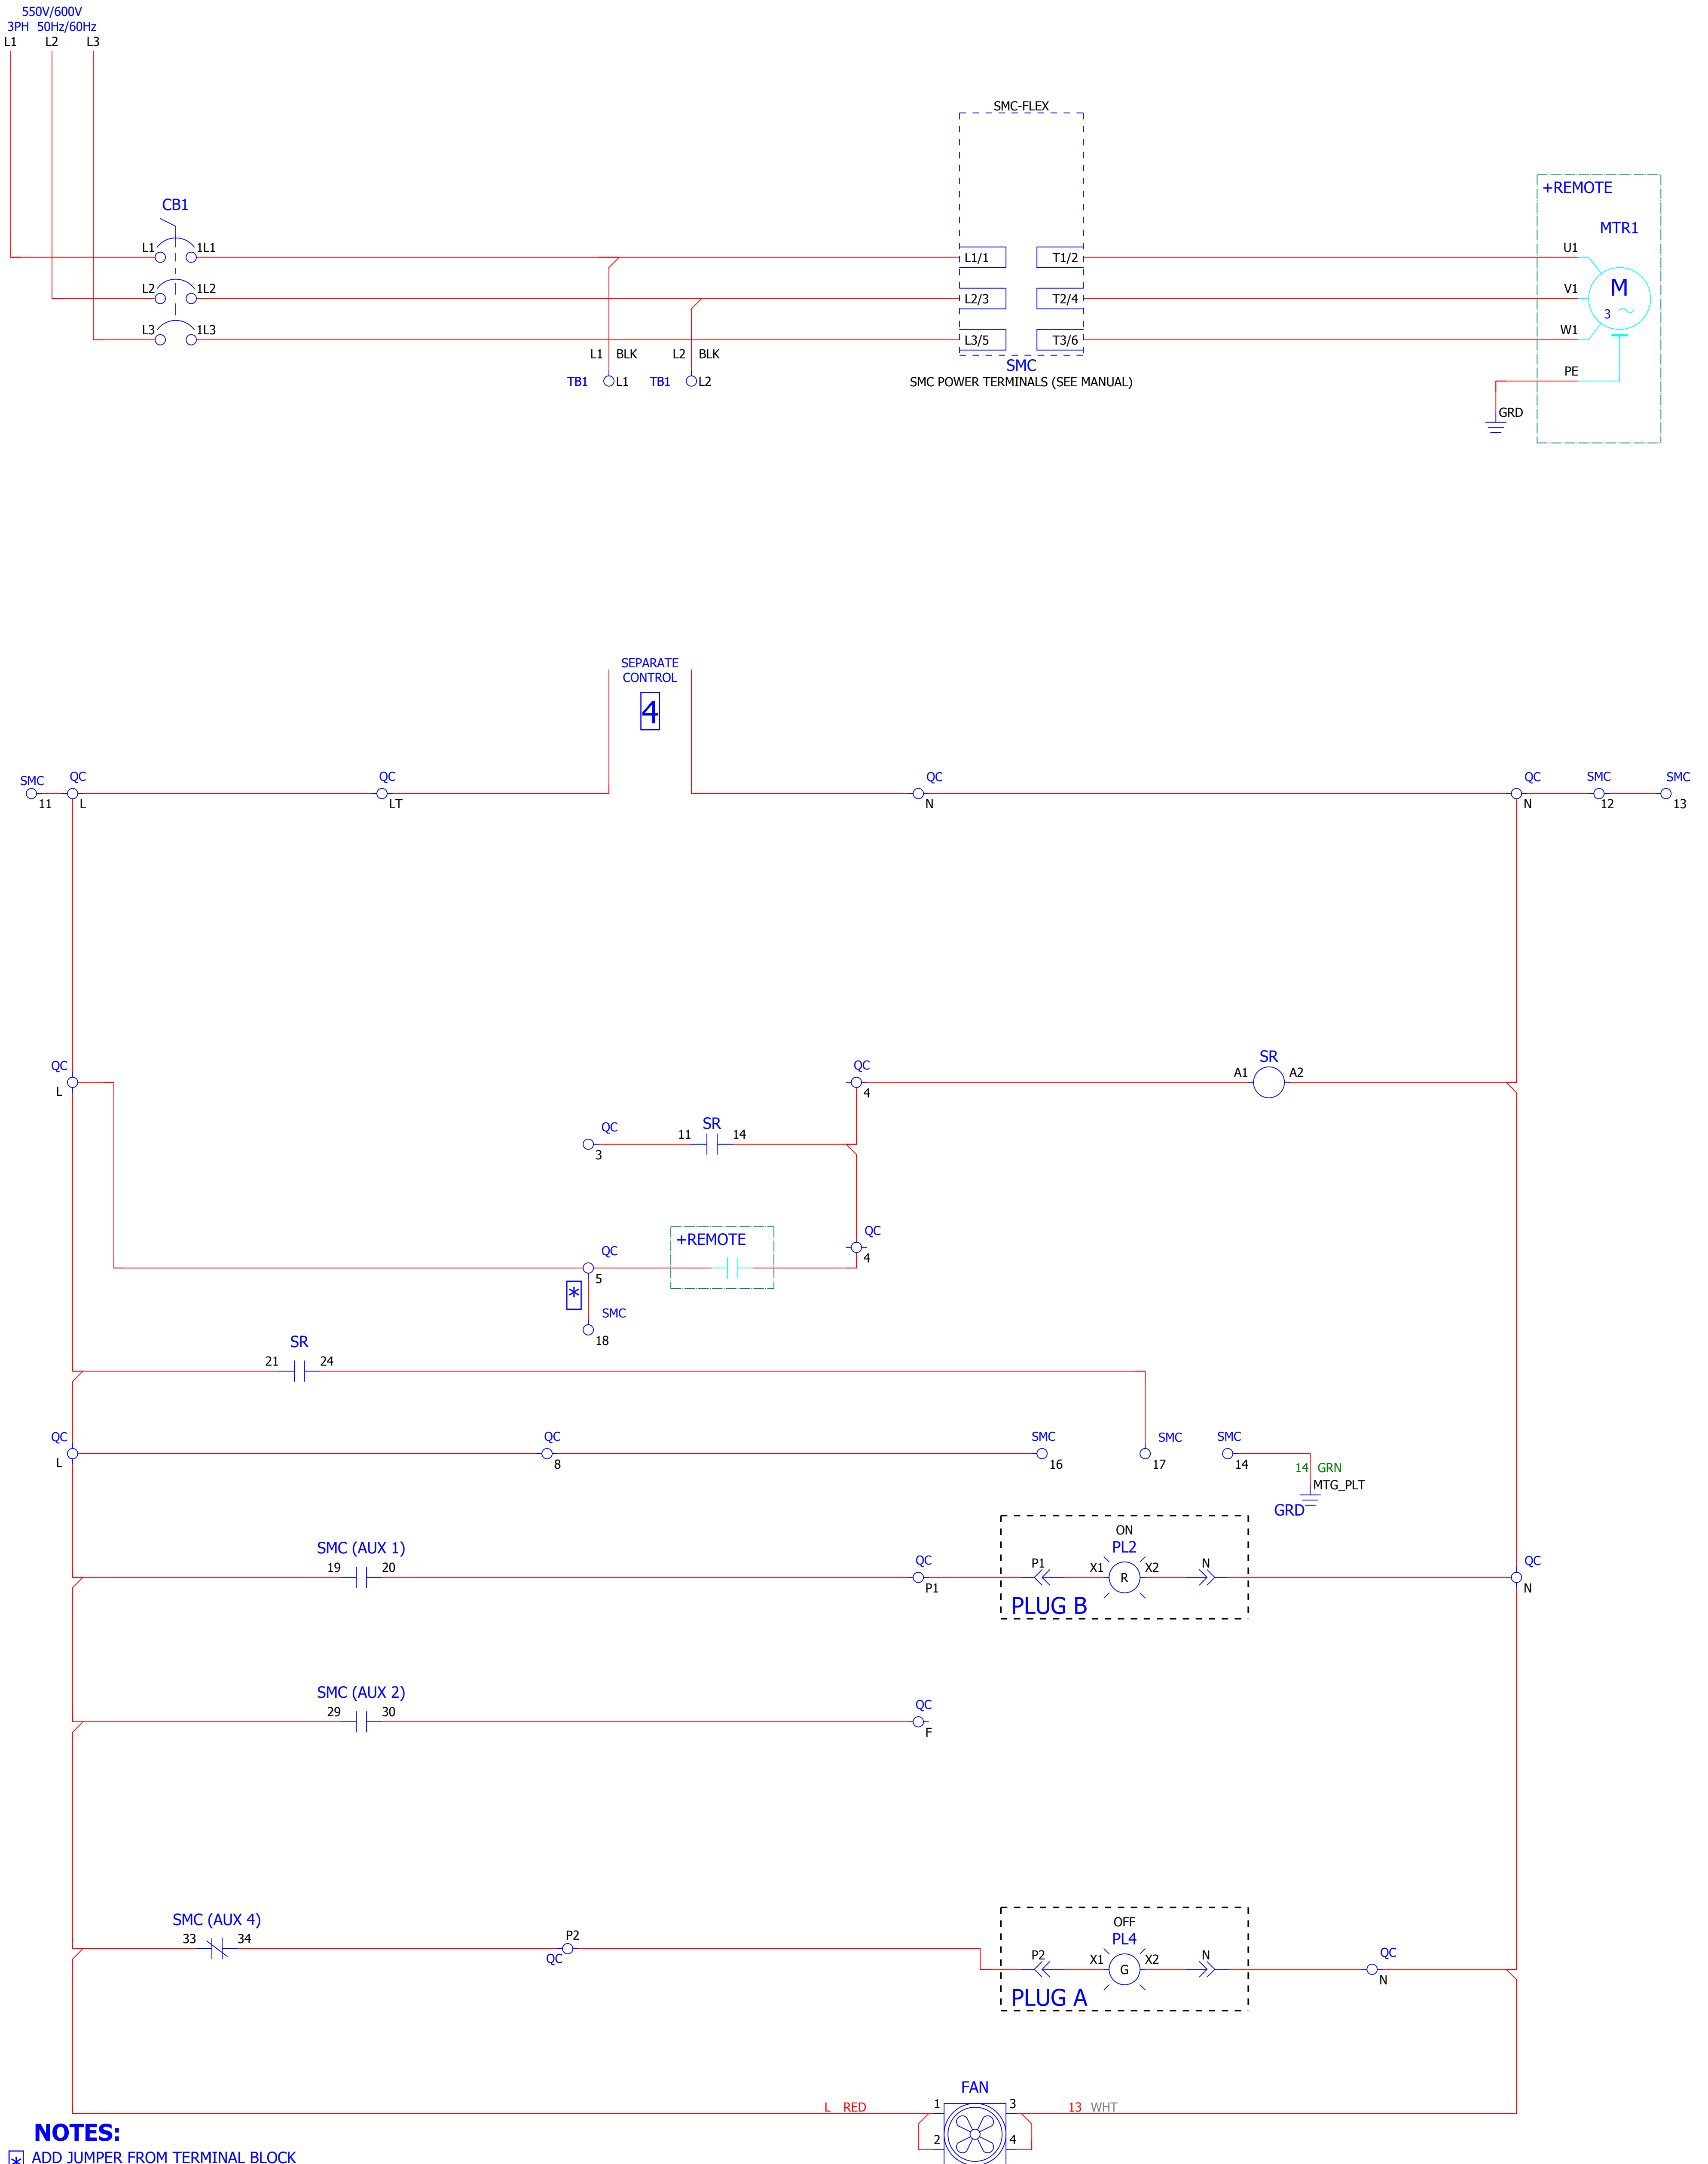 550V/600V
3PH 50Hz/60Hz
L1 L2 L3
SMC-FLEX
+REMOTE
CB1
MTR1
L1 1L1
L1/1 T1/2
U1
L2 1L2
L2/3 T2/4
V1
M
3
L3 1L3
L3/5 T3/6
W1
L1 BLK L2 BLK
SMC
TB1 L1 TB1 L2
SMC POWER TERMINALS (SEE MANUAL)
PE
GRD
SEPARATE
CONTROL
4
SMC QC QC QC QC SMC SMC
11 L LT N N 12 13
QC QC SR
L 4 A1 A2
QC SR
3 11 14
QC +REMOTE QC
5 4
* SMC
18
SR
21 24
QC QC SMC SMC SMC
L 8 16 17 14
14 GRN
MTG_PLT
GRD
ON
SMC (AUX 1) PL2
19 20 QC P1 X1 R X2 N QC
P1 N
PLUG B
SMC (AUX 2)
29 30 QC
F
OFF
SMC (AUX 4) PL4
33 34 P2 P2 X1 G X2 N QC
QC N
PLUG A
FAN
L RED 1 3 13 WHT
2 4
NOTES:
* ADD JUMPER FROM TERMINAL BLOCK